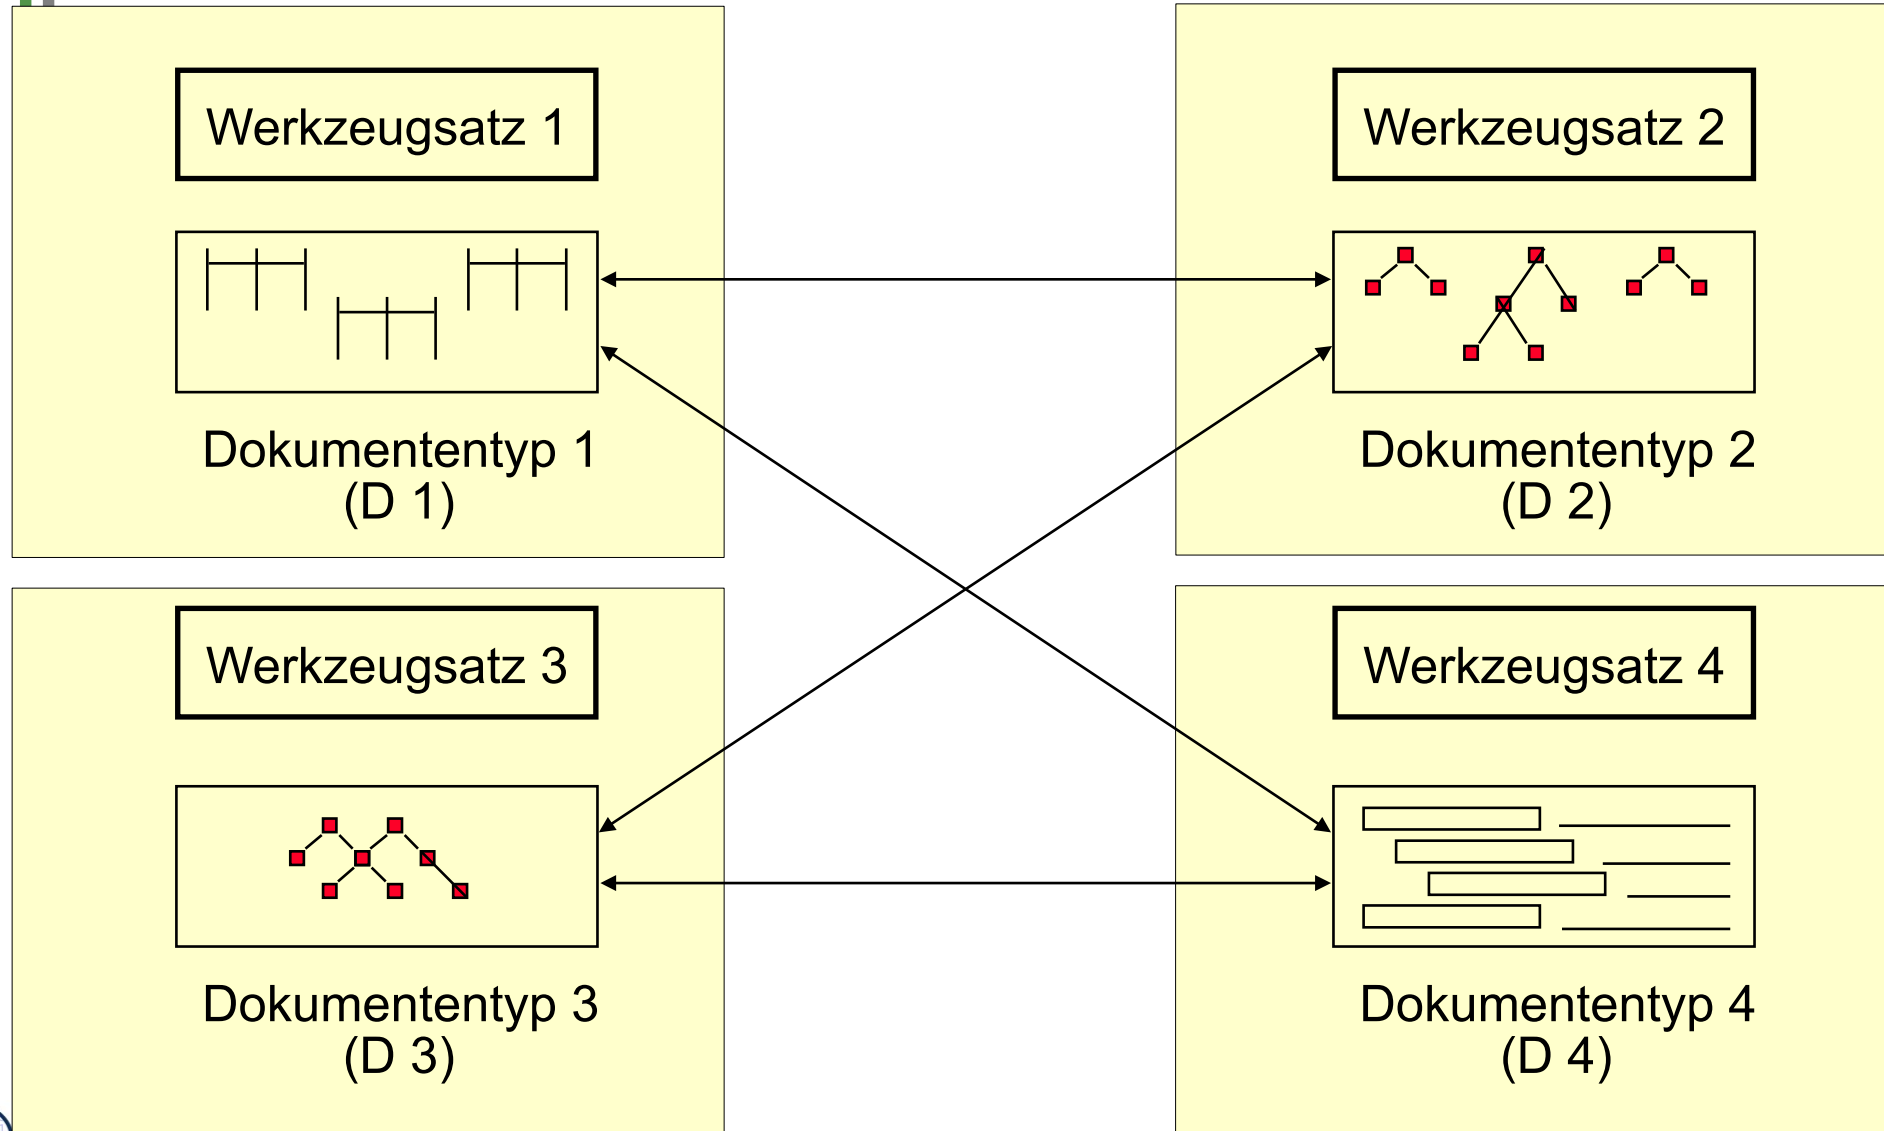 Werkzeugsatz 1
Werkzeugsatz 2
Dokumententyp 1
(D 1)
Dokumententyp 2
(D 2)
Werkzeugsatz 3
Werkzeugsatz 4
Dokumententyp 3
(D 3)
Dokumententyp 4
(D 4)